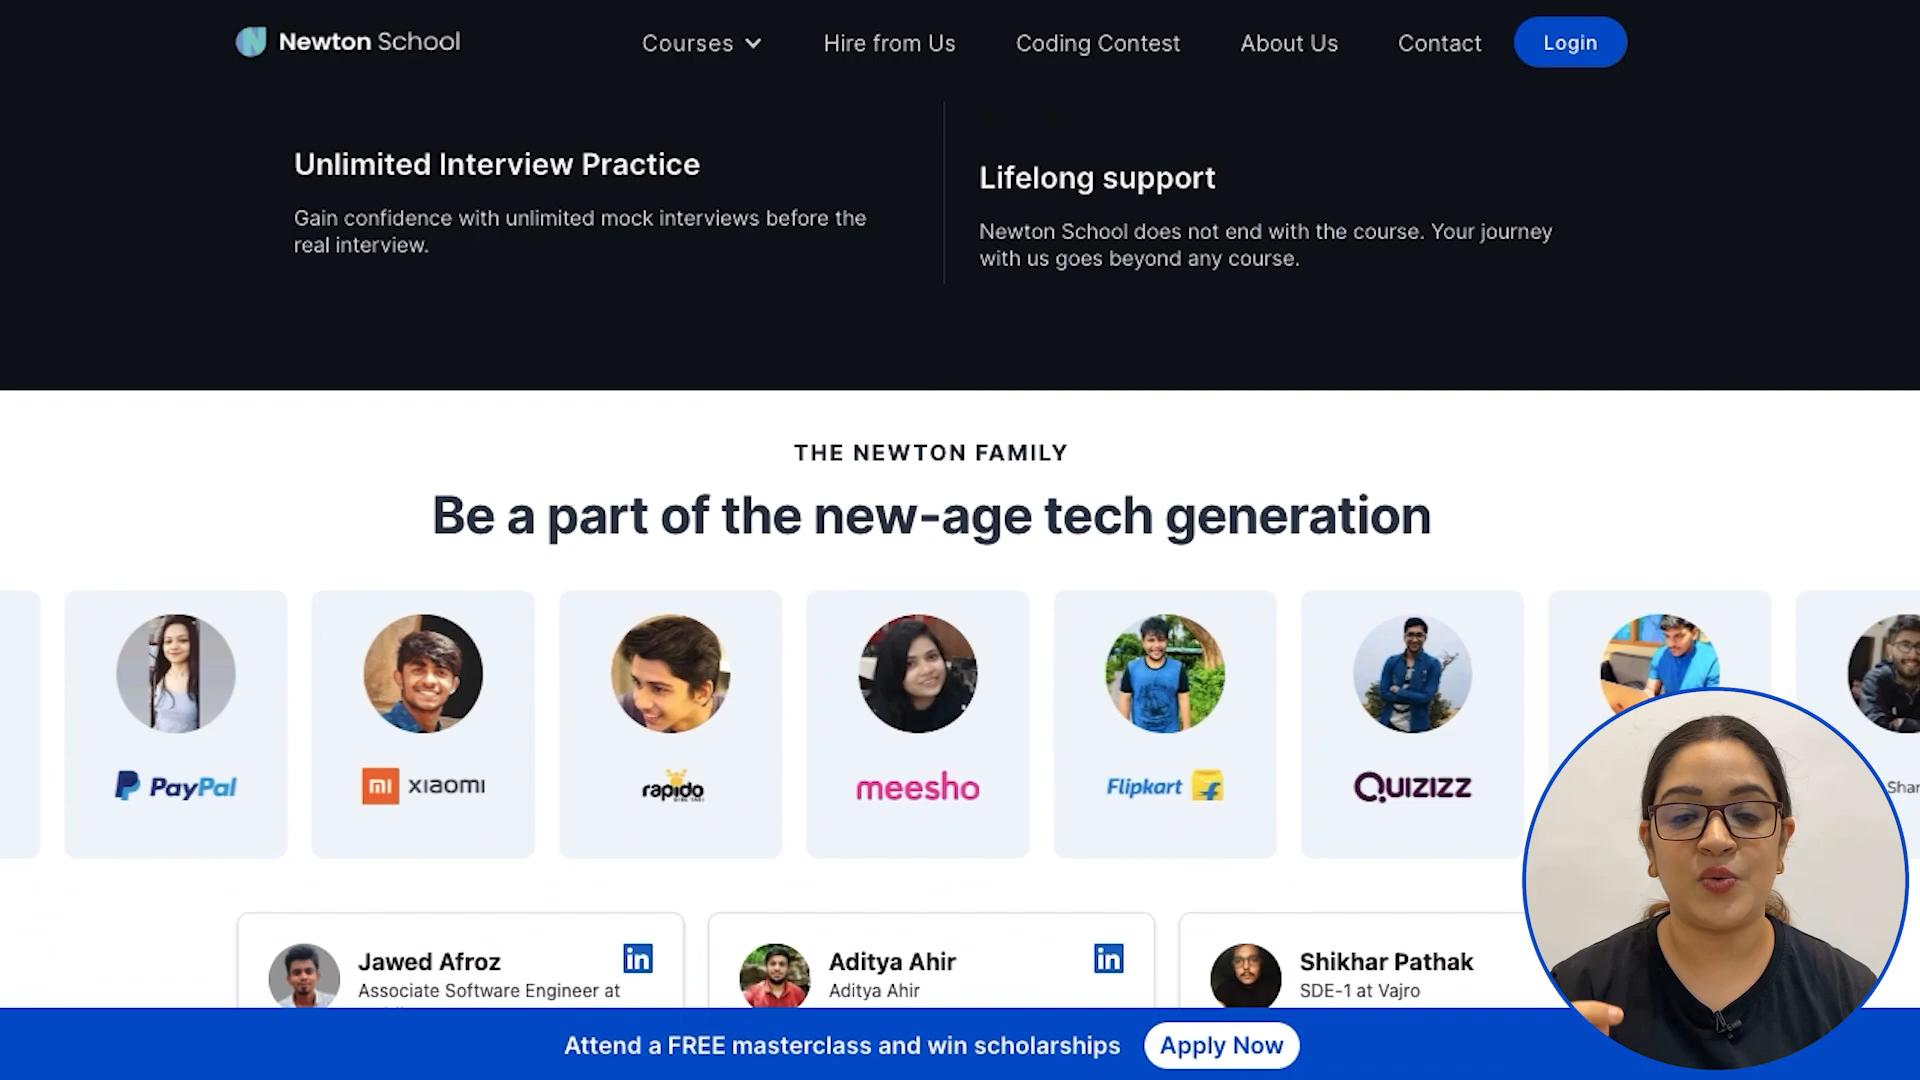 Newton School
Courses
Hire from Us
Coding Contest
About Us
Contact
Login
Unlimited Interview Practice
Gain confidence with unlimited mock interviews before the
real interview.
Lifelong support
Newton School does not end with the course. Your journey
with us goes beyond any course.
THE NEWTON FAMILY
Be a part of the new-age tech generation
PayPal
mi xiaomi
rapido
meesho
Flipkart
QUIZIZZ
Shar
Jawed Afroz
in
Associate Software Engineer at
Aditya Ahir
in
Aditya Ahir
Shikhar Pathak
SDE-1 at Vajro
Attend a FREE masterclass and win scholarships
Apply Now